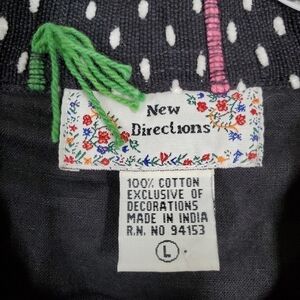 New
Directions
100% COTTON
EXCLUSIVE OF
DECORATIONS
MADE IN INDIA
R.N. NO 94153
L